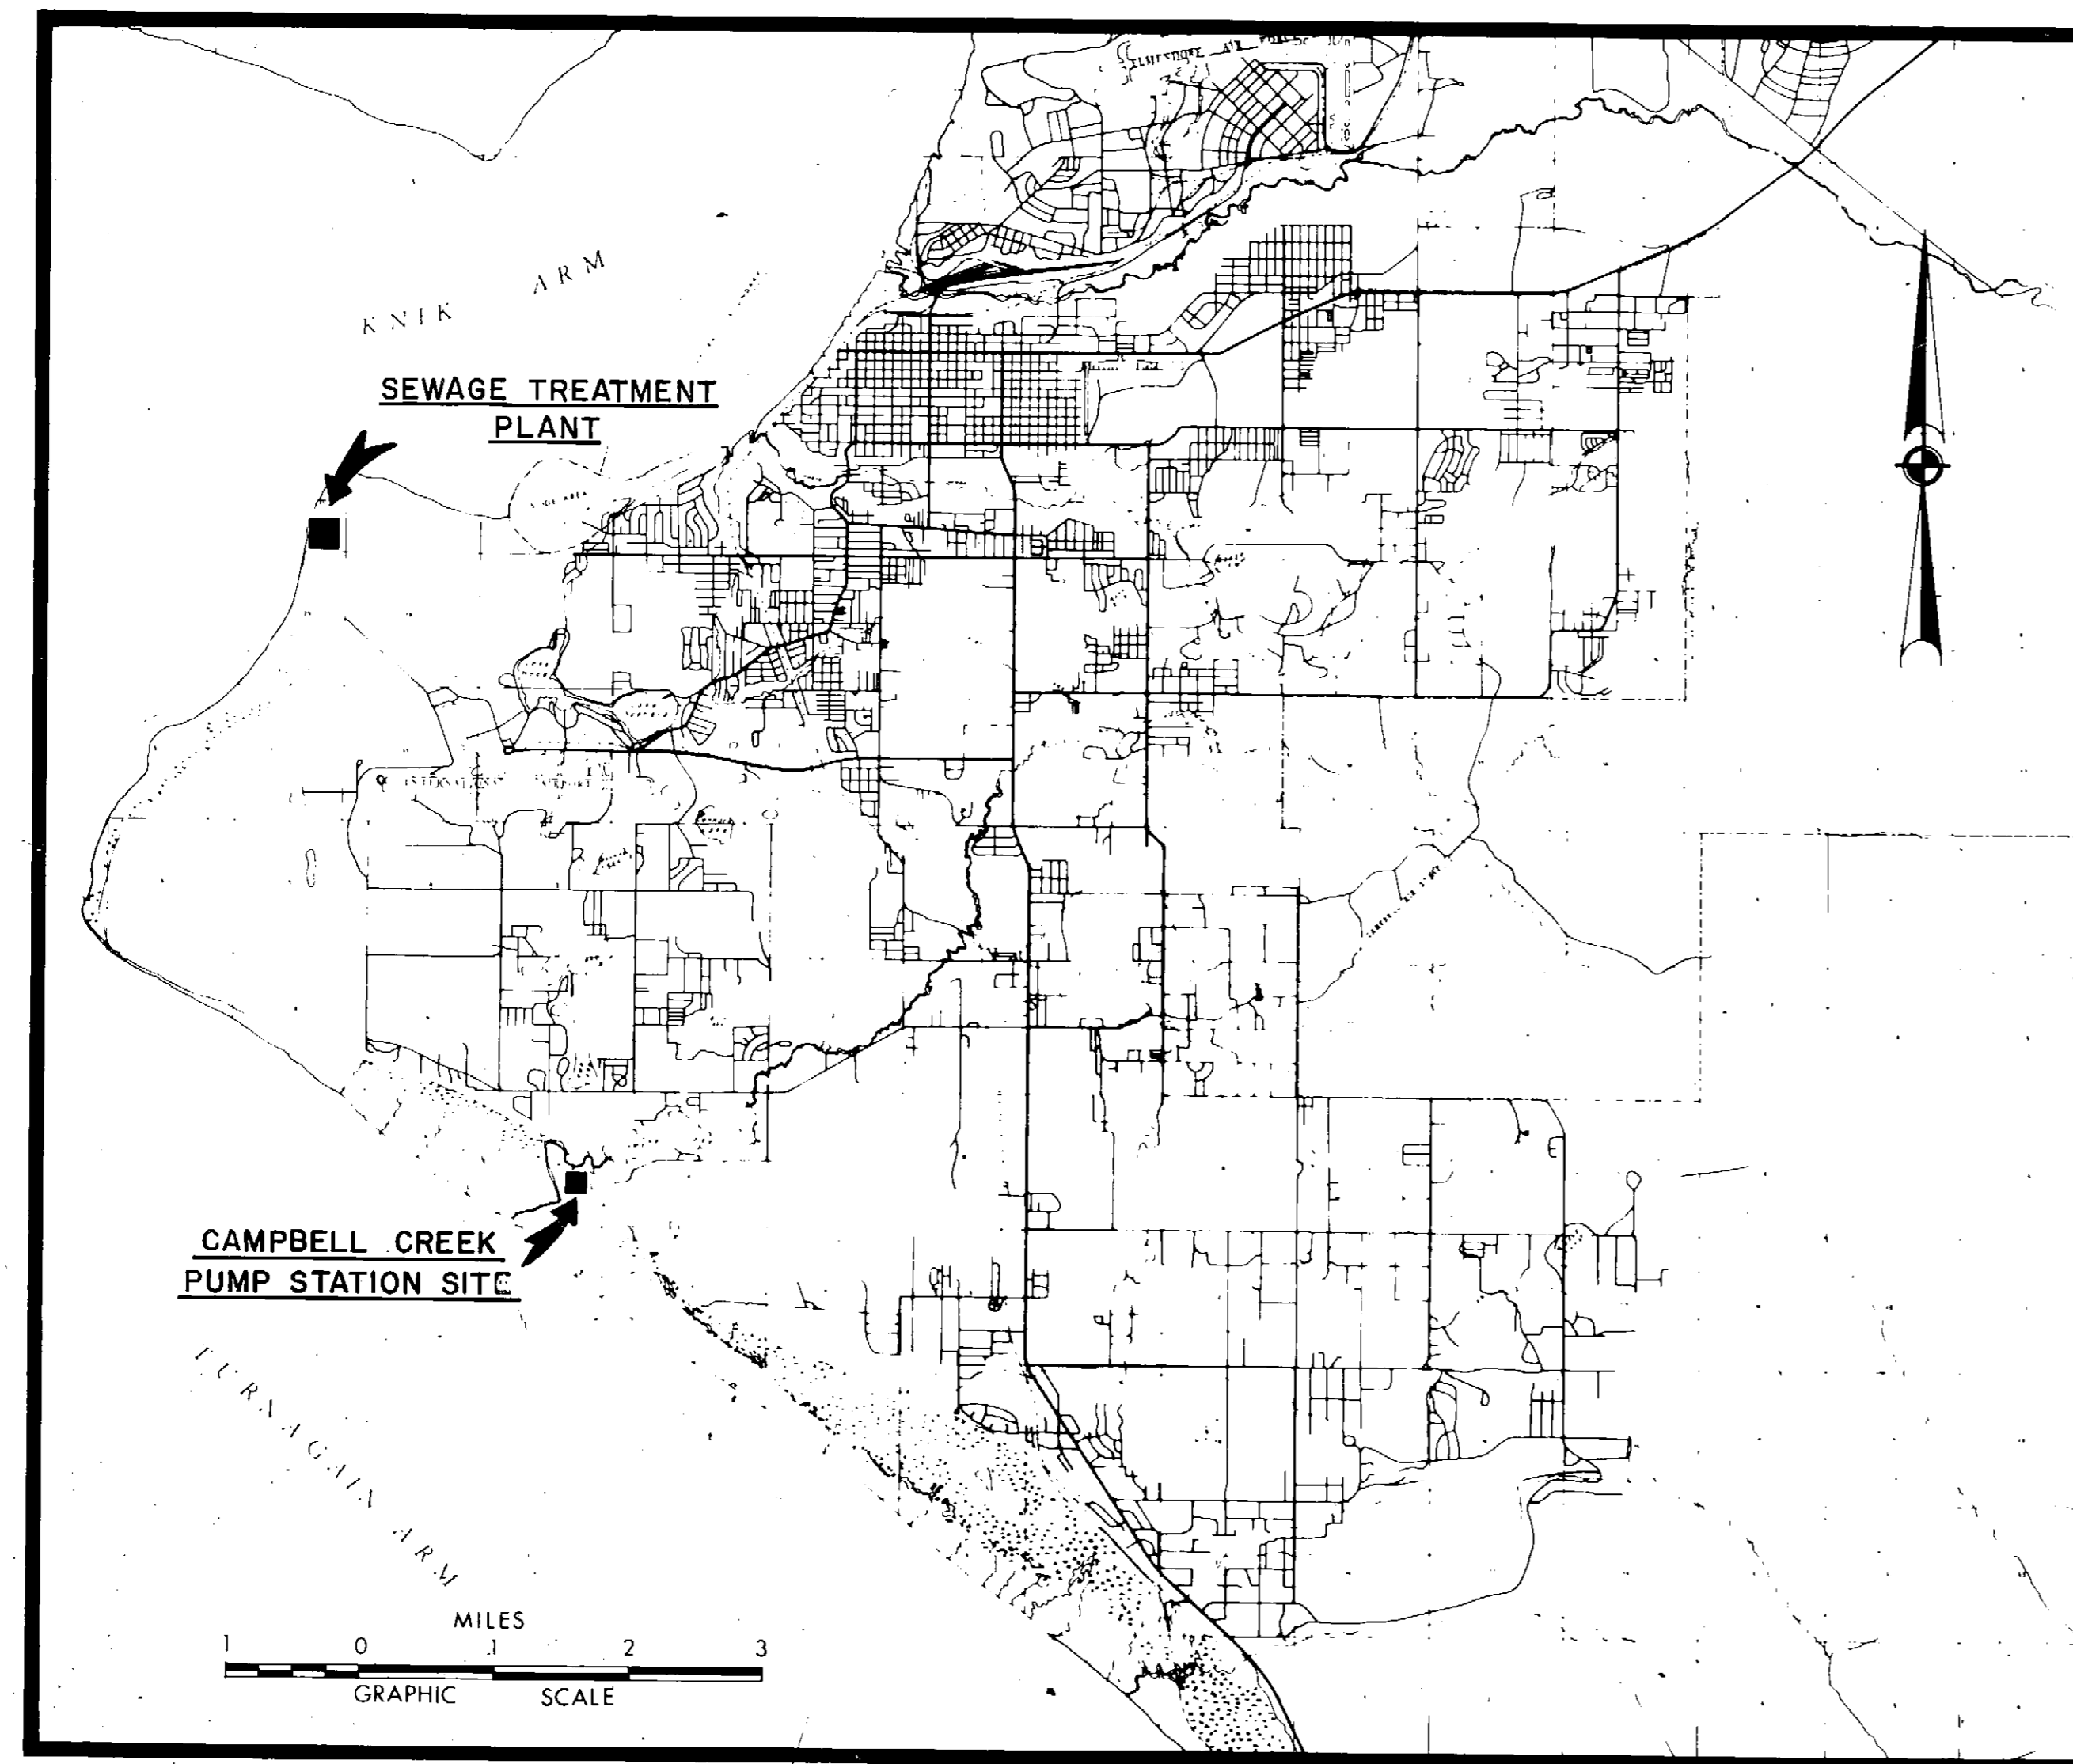 KNIK ARM
SEWAGE TREATMENT
PLANT
CAMPBELL CREEK
PUMP STATION SITE
TURNAGAIN ARM
MILES
1 0 1 2 3
GRAPHIC SCALE